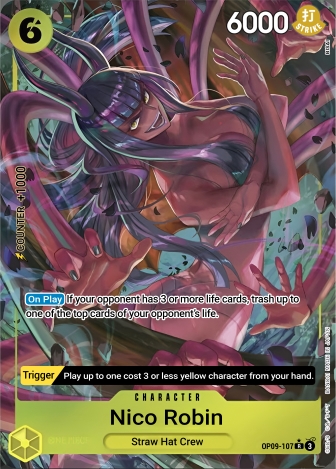 6
6000
打
STRIKE
COUNTER +1000
On Play If your opponent has 3 or more life cards, trash up to
one of the top cards of your opponent's life.
Trigger Play up to one cost 3 or less yellow character from your hand.
CHARACTER
Nico Robin
Straw Hat Crew
OP09-107 R 3